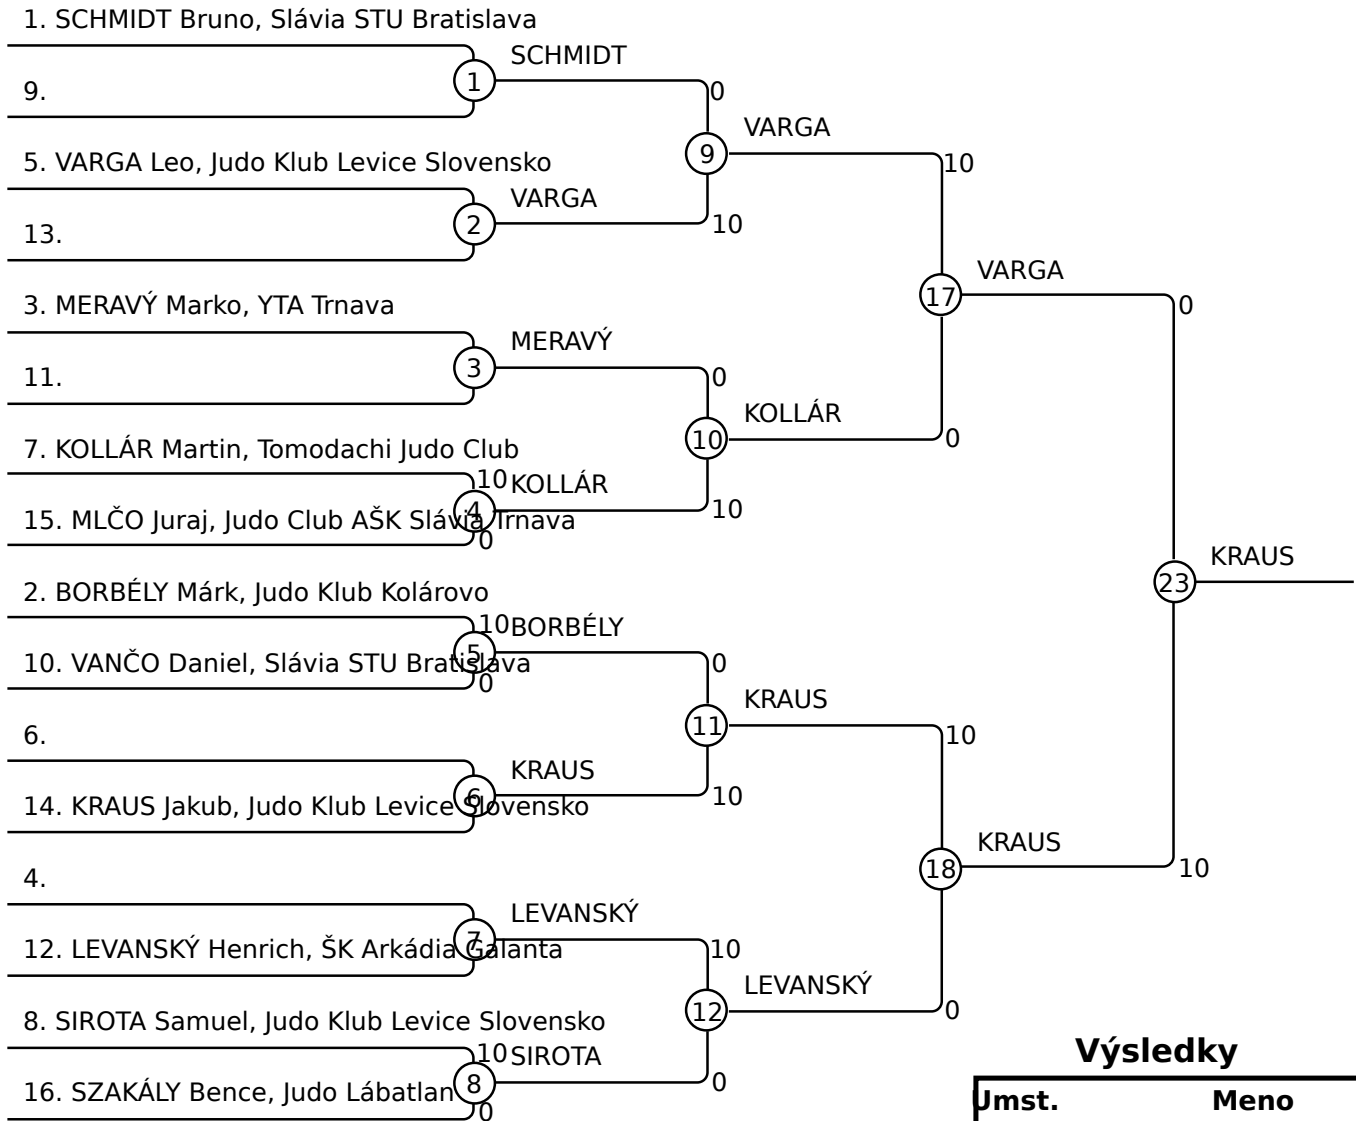 1. SCHMIDT Bruno, Slávia STU Bratislava
SCHMIDT
1
9.
0
VARGA
9
5. VARGA Leo, Judo Klub Levice Slovensko
10
VARGA
2
10
13.
VARGA
17
3. MERAVÝ Marko, YTA Trnava
0
MERAVÝ
3
11.
0
KOLLÁR
10
0
7. KOLLÁR Martin, Tomodachi Judo Club
10
KOLLÁR
4
10
15. MLČO Juraj, Judo Club AŠK Slávia Trnava
0
KRAUS
23
2. BORBÉLY Márk, Judo Klub Kolárovo
10
BORBÉLY
5
10. VANČO Daniel, Slávia STU Bratislava
0
0
KRAUS
11
6.
10
KRAUS
6
10
14. KRAUS Jakub, Judo Klub Levice Slovensko
KRAUS
18
10
4.
LEVANSKÝ
7
12. LEVANSKÝ Henrich, ŠK Arkádia Galanta
10
LEVANSKÝ
12
0
8. SIROTA Samuel, Judo Klub Levice Slovensko
10
SIROTA
8
0
16. SZAKÁLY Bence, Judo Lábatlan
0
Výsledky
Umst. Meno